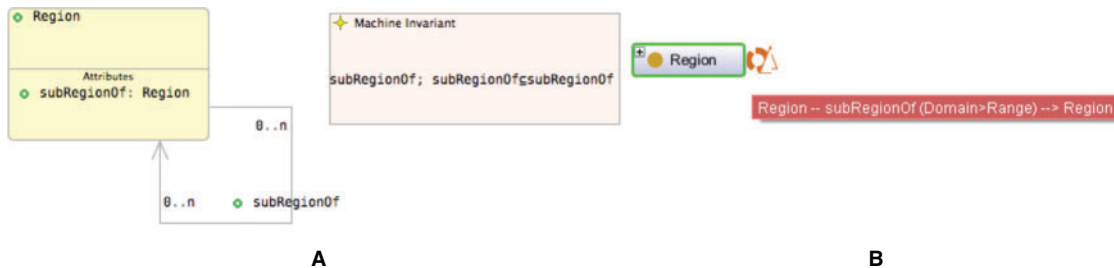 Region
Attributes
subRegionOf: Region
0..n
0..n
subRegionOf
Machine Invariant
subRegionOf; subRegionOf⊆subRegionOf
Region
Region -- subRegionOf (Domain>Range) --> Region
A
B